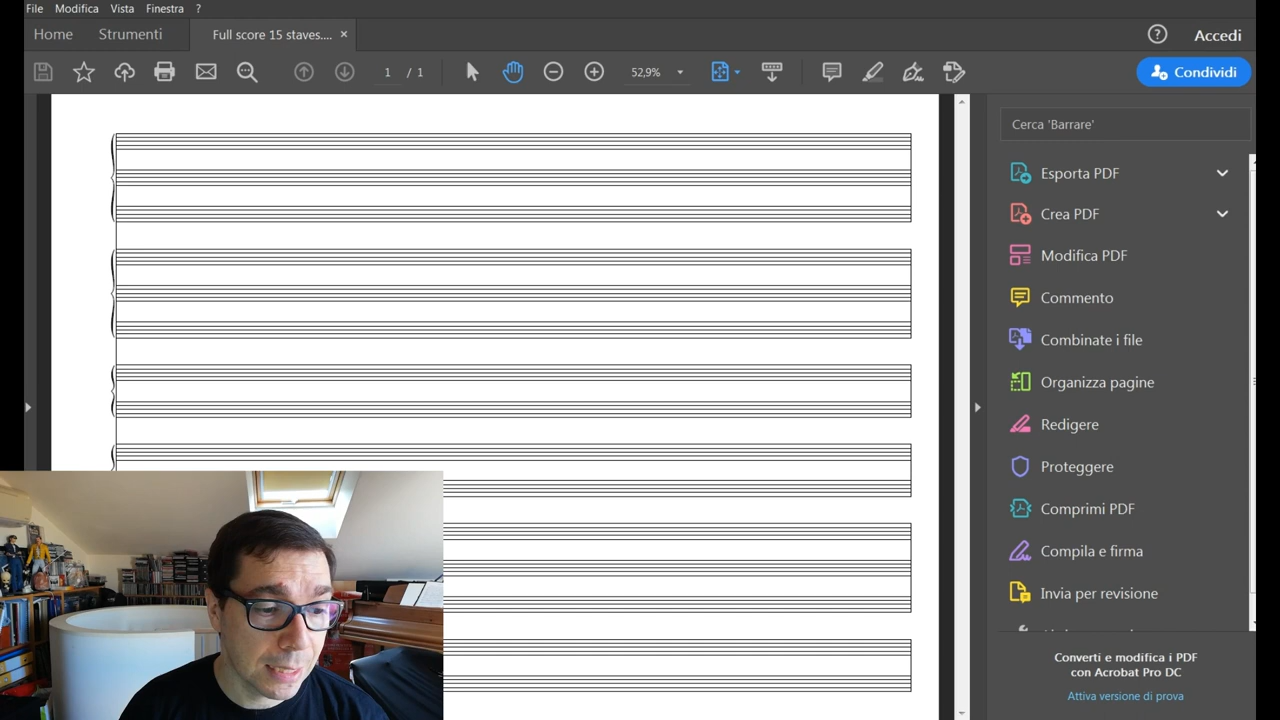 File Modifica Vista Finestra ?
Home Strumenti Full score 15 staves.... × ? Accedi
1 / 1 52,9% Condividi
Cerca 'Barrare'
Esporta PDF
Crea PDF
Modifica PDF
Commento
Combinate i file
Organizza pagine
Redigere
Proteggere
Comprimi PDF
Compila e firma
Invia per revisione
Converti e modifica i PDF
con Acrobat Pro DC
Attiva versione di prova